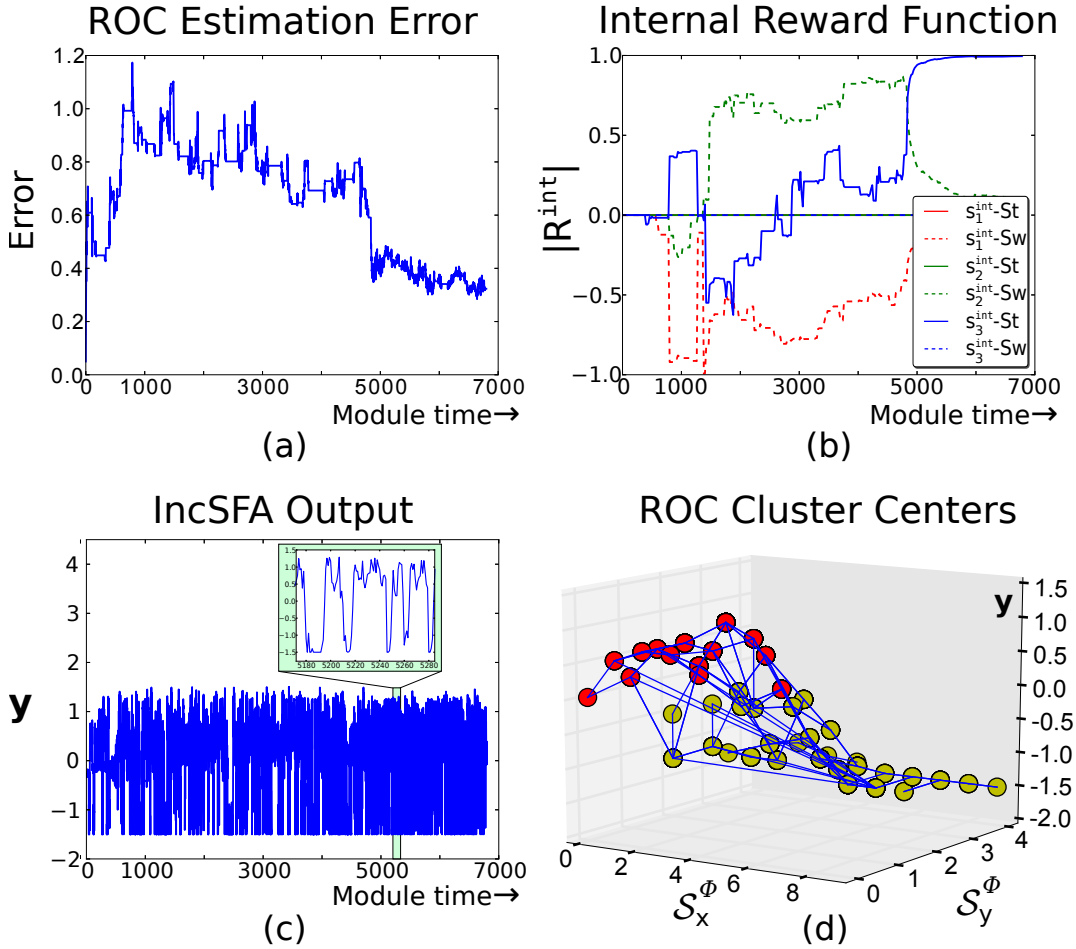 ROC Estimation Error
Error
1.2
1.0
0.8
0.6
0.4
0.2
0.0
0 1000 3000 5000 7000
Module time→
(a)
Internal Reward Function
|R^int|
1.0
0.5
0.0
−0.5
−1.0
s_1^int-St
s_1^int-Sw
s_2^int-St
s_2^int-Sw
s_3^int-St
s_3^int-Sw
0 1000 3000 5000 7000
Module time→
(b)
IncSFA Output
y
4
3
2
1
0
−1
−2
1.5
1.0
0.5
0.0
−0.5
−1.0
−1.5
5180 5200 5220 5240 5260 5280
0 1000 3000 5000 7000
Module time→
(c)
ROC Cluster Centers
y
1.5
1.0
0.5
0.0
-0.5
-1.0
-1.5
-2.0
0 2 4 6 8
0 1 2 3 4
S_x^Φ
S_y^Φ
(d)